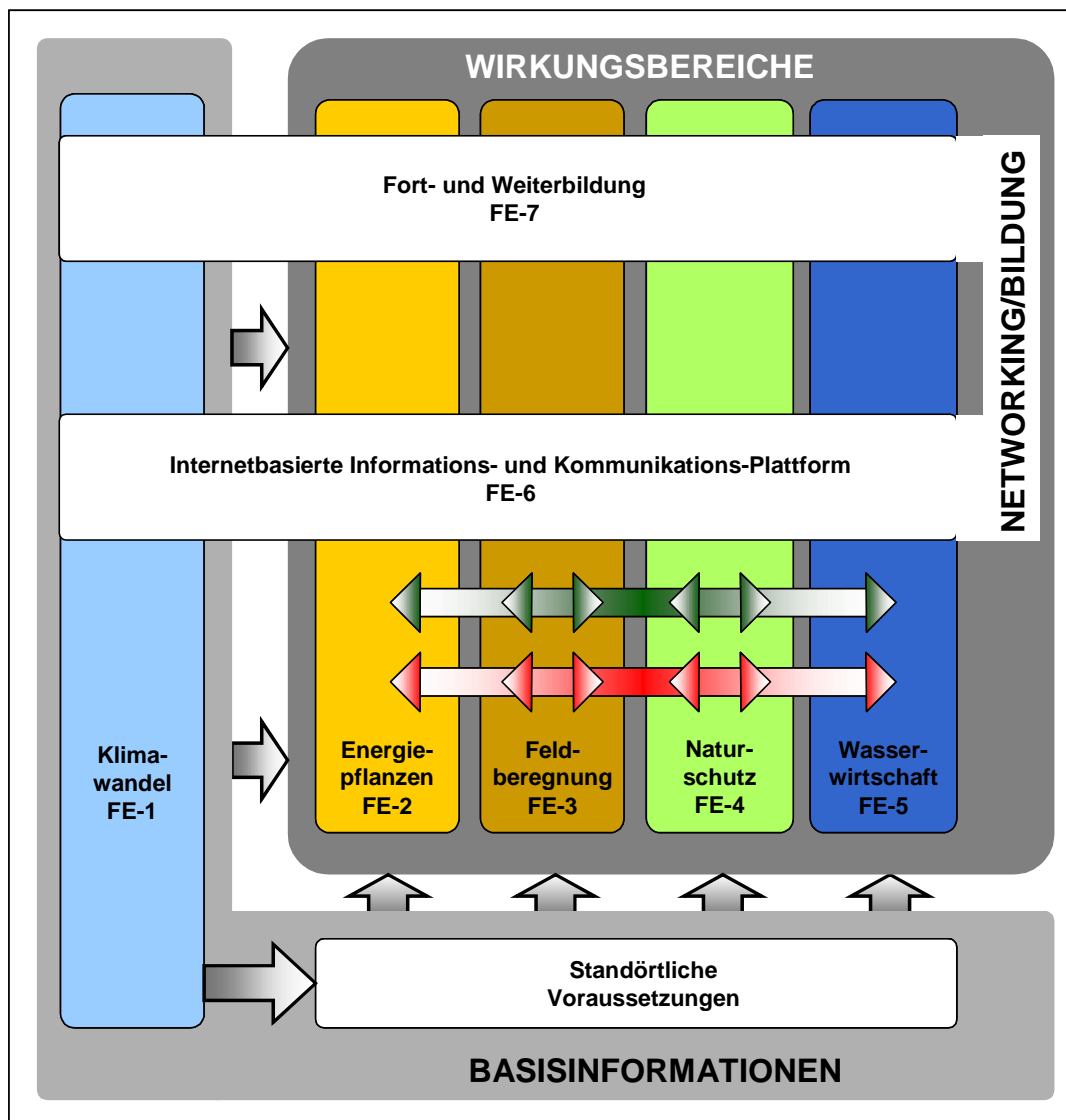 WIRKUNGSBEREICHE
Fort- und Weiterbildung
FE-7
NETWORKING/BILDUNG
Internetbasierte Informations- und Kommunikations-Plattform
FE-6
Klima-
wandel
FE-1
Energie-
pflanzen
FE-2
Feld-
beregnung
FE-3
Natur-
schutz
FE-4
Wasser-
wirtschaft
FE-5
Standörtliche
Voraussetzungen
BASISINFORMATIONEN